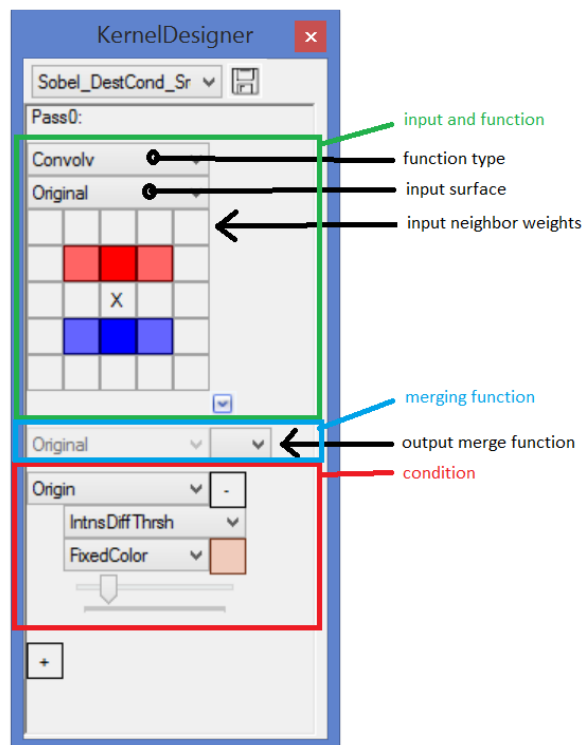 KernelDesigner
x
Sobel_DestCond_Sr
Pass0:
input and function
Convolv
function type
Original
input surface
input neighbor weights
X
merging function
Original
output merge function
condition
Origin
-
IntnsDiffThrsh
FixedColor
+